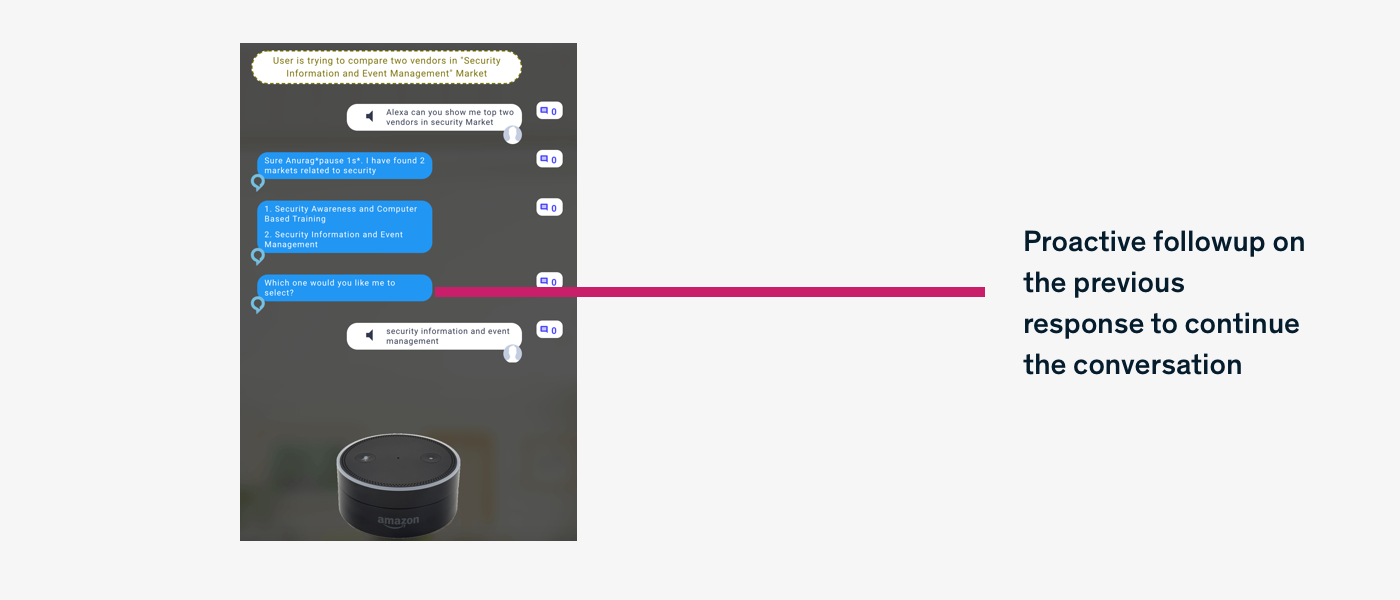 User is trying to compare two vendors in "Security
Information and Event Management" Market
Alexa can you show me top two
vendors in security Market
0
Sure Anurag*pause 1s*. I have found 2
markets related to security
0
1. Security Awareness and Computer
Based Training
2. Security Information and Event
Management
0
Which one would you like me to
select?
0
security information and event
management
0
amazon
Proactive followup on
the previous
response to continue
the conversation